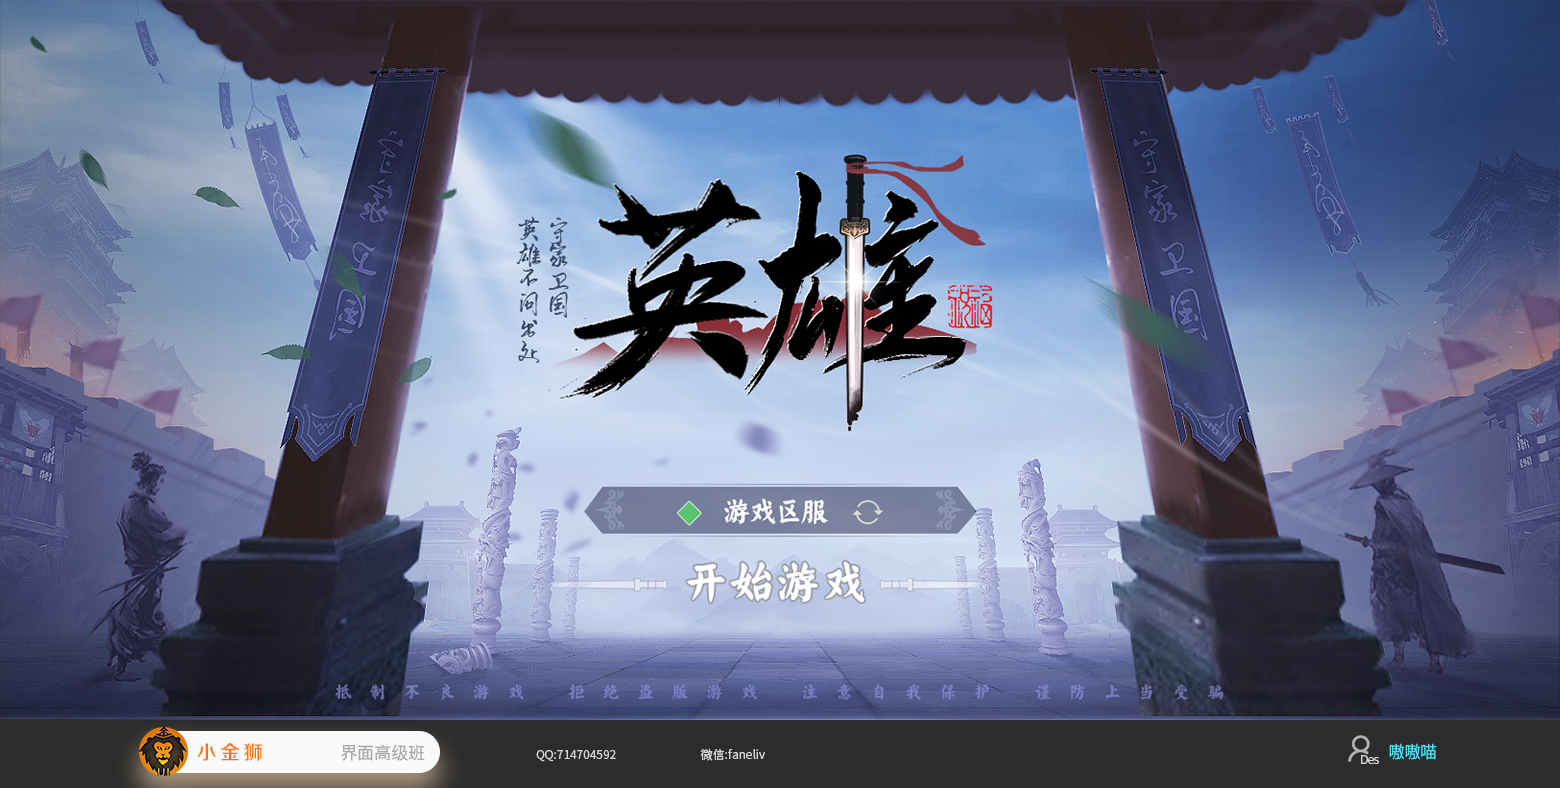 守家卫国
守家卫国
守家卫国
英雄不问出处
英雄
游戏区服
开始游戏
抵制不良游戏 拒绝盗版游戏 注意自我保护 谨防上当受骗
小金狮
界面高级班
QQ:714704592
微信:faneliv
Des
嗷嗷喵
UI